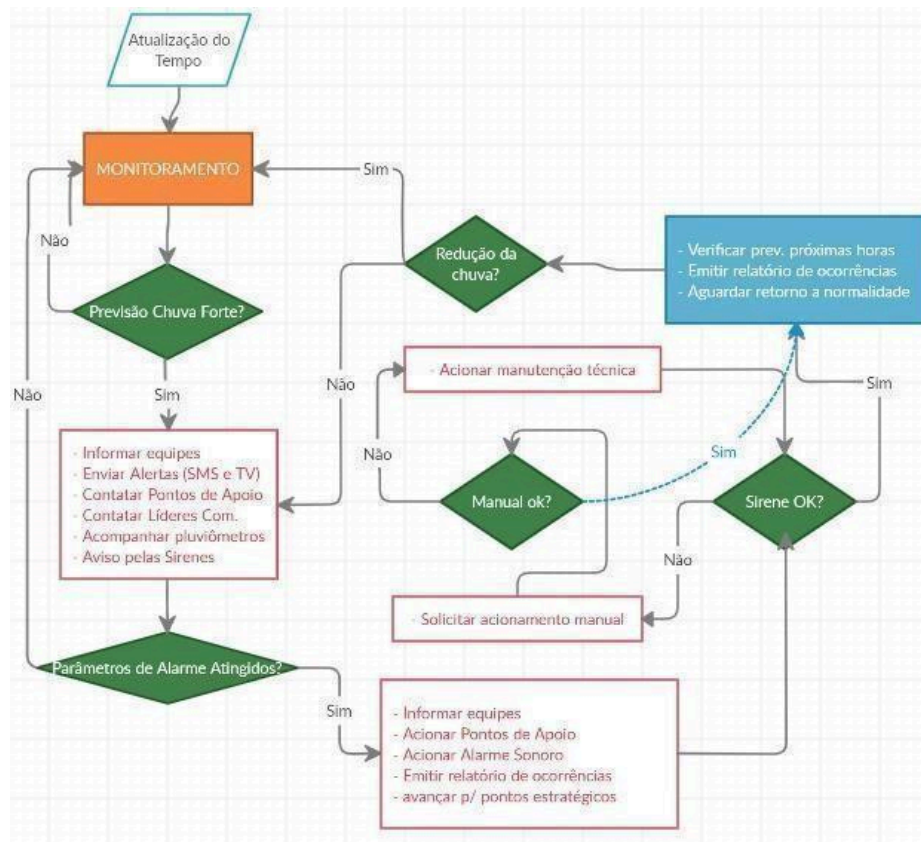 Atualização do
Tempo
MONITORAMENTO
Sim
Não
Redução da
chuva?
- Verificar prev. próximas horas
- Emitir relatório de ocorrências
- Aguardar retorno a normalidade
Previsão Chuva Forte?
Não
Sim
Não
- Acionar manutenção técnica
Sim
- Informar equipes
- Enviar Alertas (SMS e TV)
- Contatar Pontos de Apoio
- Contatar Líderes Com.
- Acompanhar pluviômetros
- Aviso pelas Sirenes
Não
Sim
Manual ok?
Sirene OK?
Não
- Solicitar acionamento manual
Parâmetros de Alarme Atingidos?
Sim
- Informar equipes
- Acionar Pontos de Apoio
- Acionar Alarme Sonoro
- Emitir relatório de ocorrências
- avançar p/ pontos estratégicos